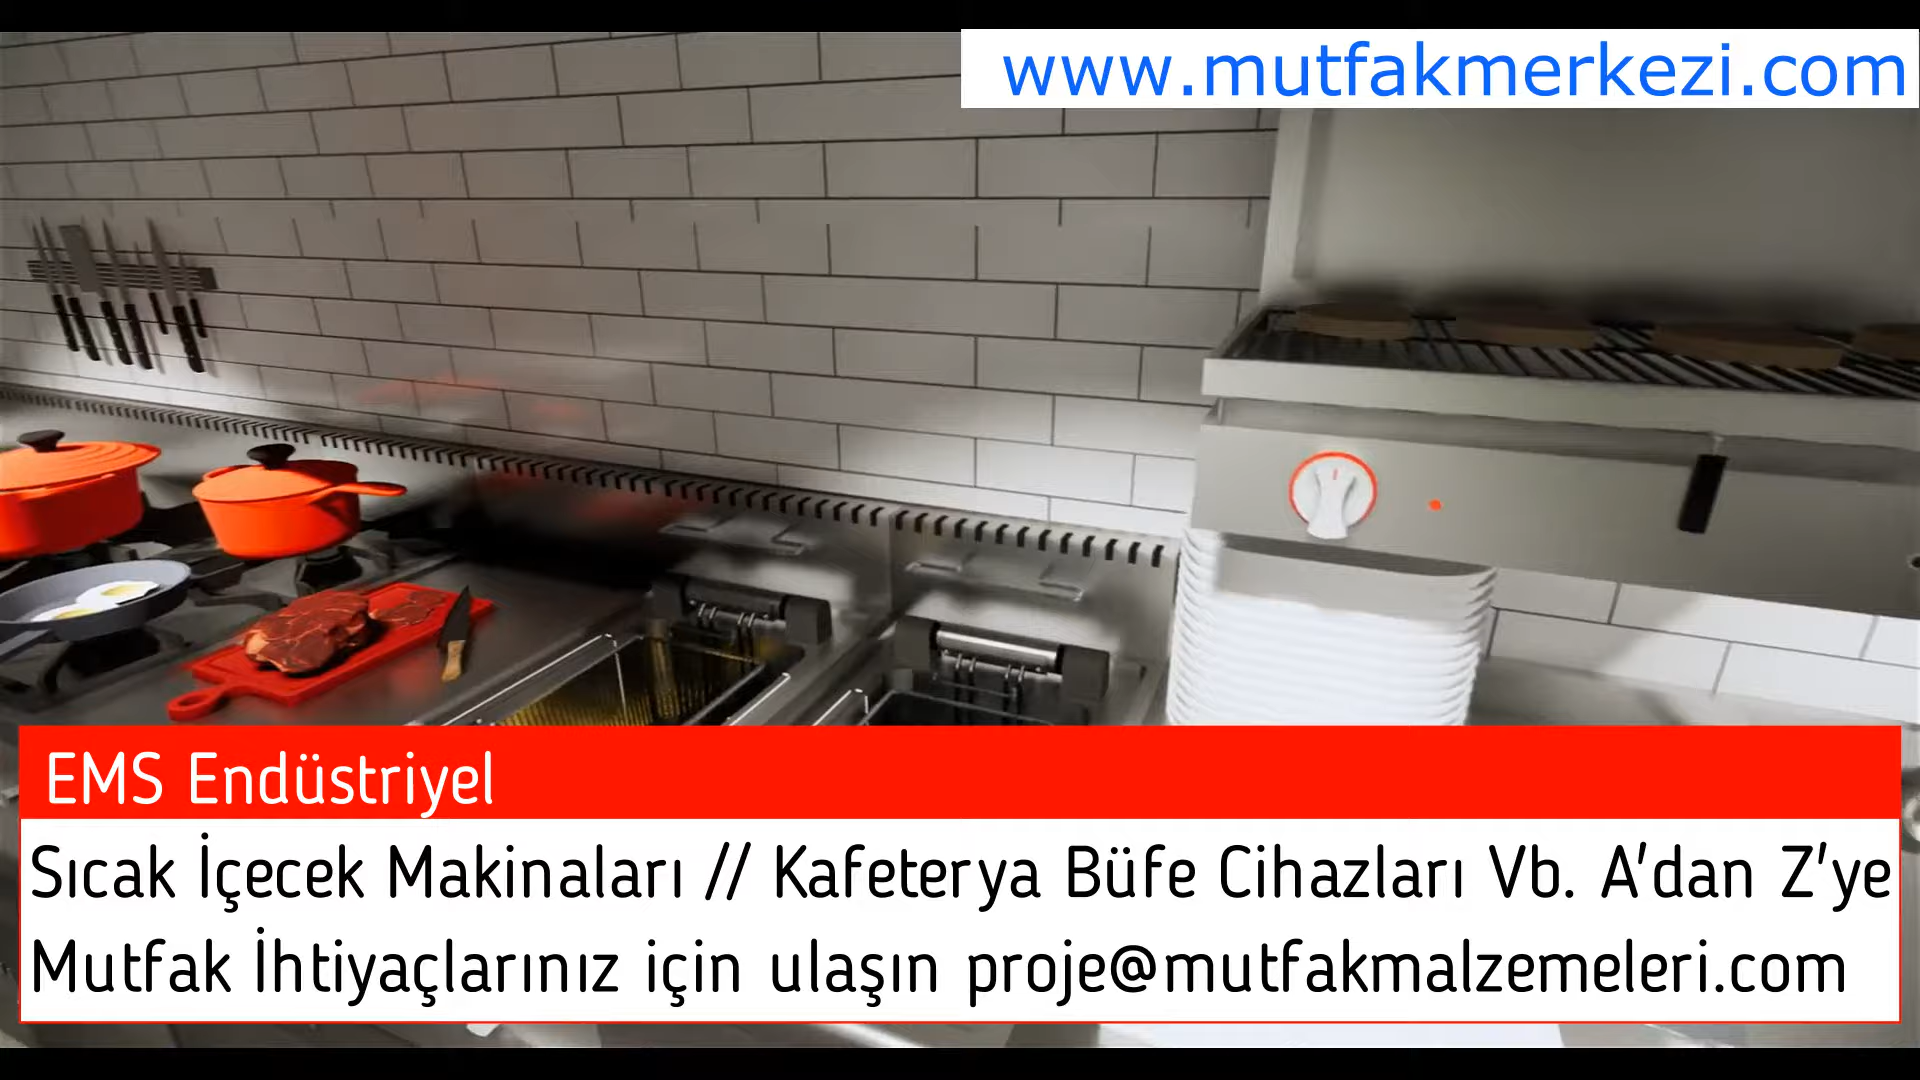 www.mutfakmerkezi.com
EMS Endüstriyel
Sıcak İçecek Makinaları // Kafeterya Büfe Cihazları Vb. A'dan Z'ye
Mutfak İhtiyaçlarınız için ulaşın proje@mutfakmalzemeleri.com